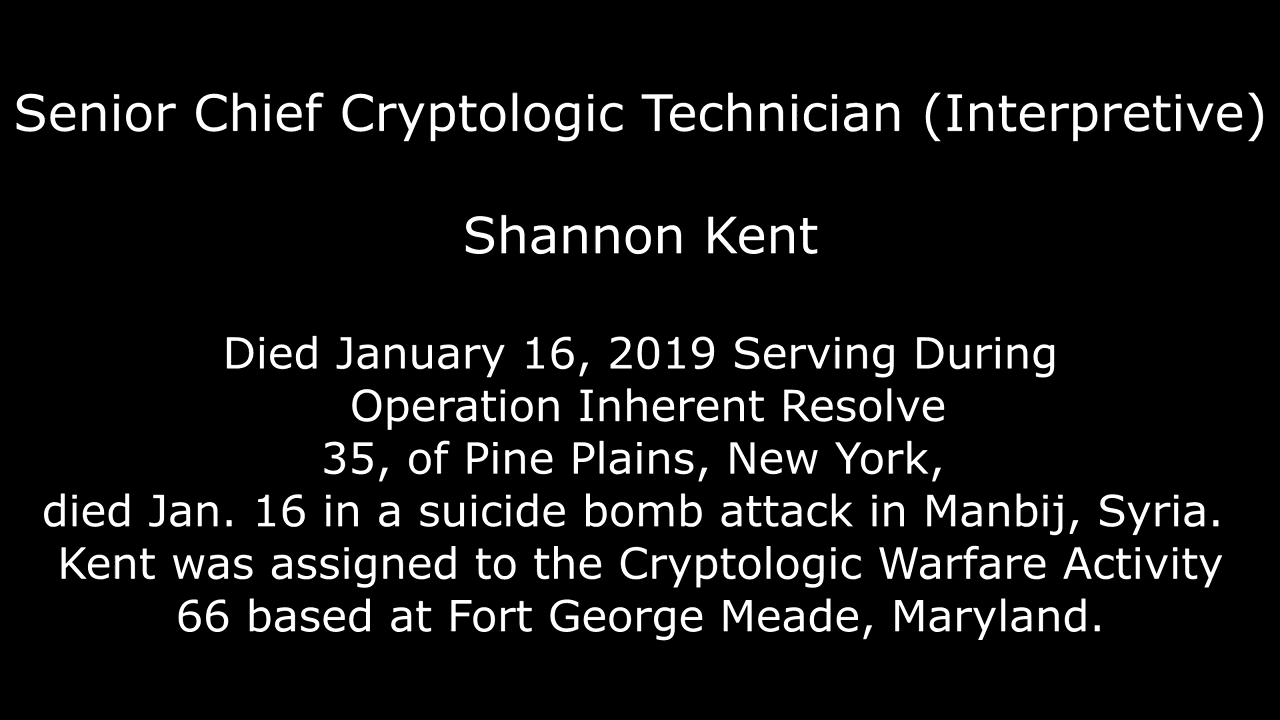 Senior Chief Cryptologic Technician (Interpretive)
Shannon Kent
Died January 16, 2019 Serving During
Operation Inherent Resolve
35, of Pine Plains, New York,
died Jan. 16 in a suicide bomb attack in Manbij, Syria.
Kent was assigned to the Cryptologic Warfare Activity
66 based at Fort George Meade, Maryland.